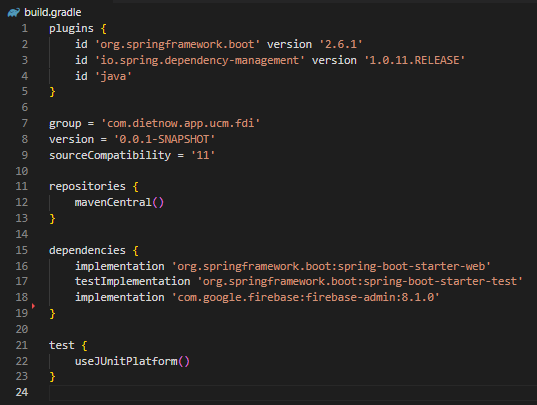 build.gradle
1 plugins {
2 id 'org.springframework.boot' version '2.6.1'
3 id 'io.spring.dependency-management' version '1.0.11.RELEASE'
4 id 'java'
5 }
6
7 group = 'com.dietnow.app.ucm.fdi'
8 version = '0.0.1-SNAPSHOT'
9 sourceCompatibility = '11'
10
11 repositories {
12 mavenCentral()
13 }
14
15 dependencies {
16 implementation 'org.springframework.boot:spring-boot-starter-web'
17 testImplementation 'org.springframework.boot:spring-boot-starter-test'
18 implementation 'com.google.firebase:firebase-admin:8.1.0'
19 }
20
21 test {
22 useJUnitPlatform()
23 }
24